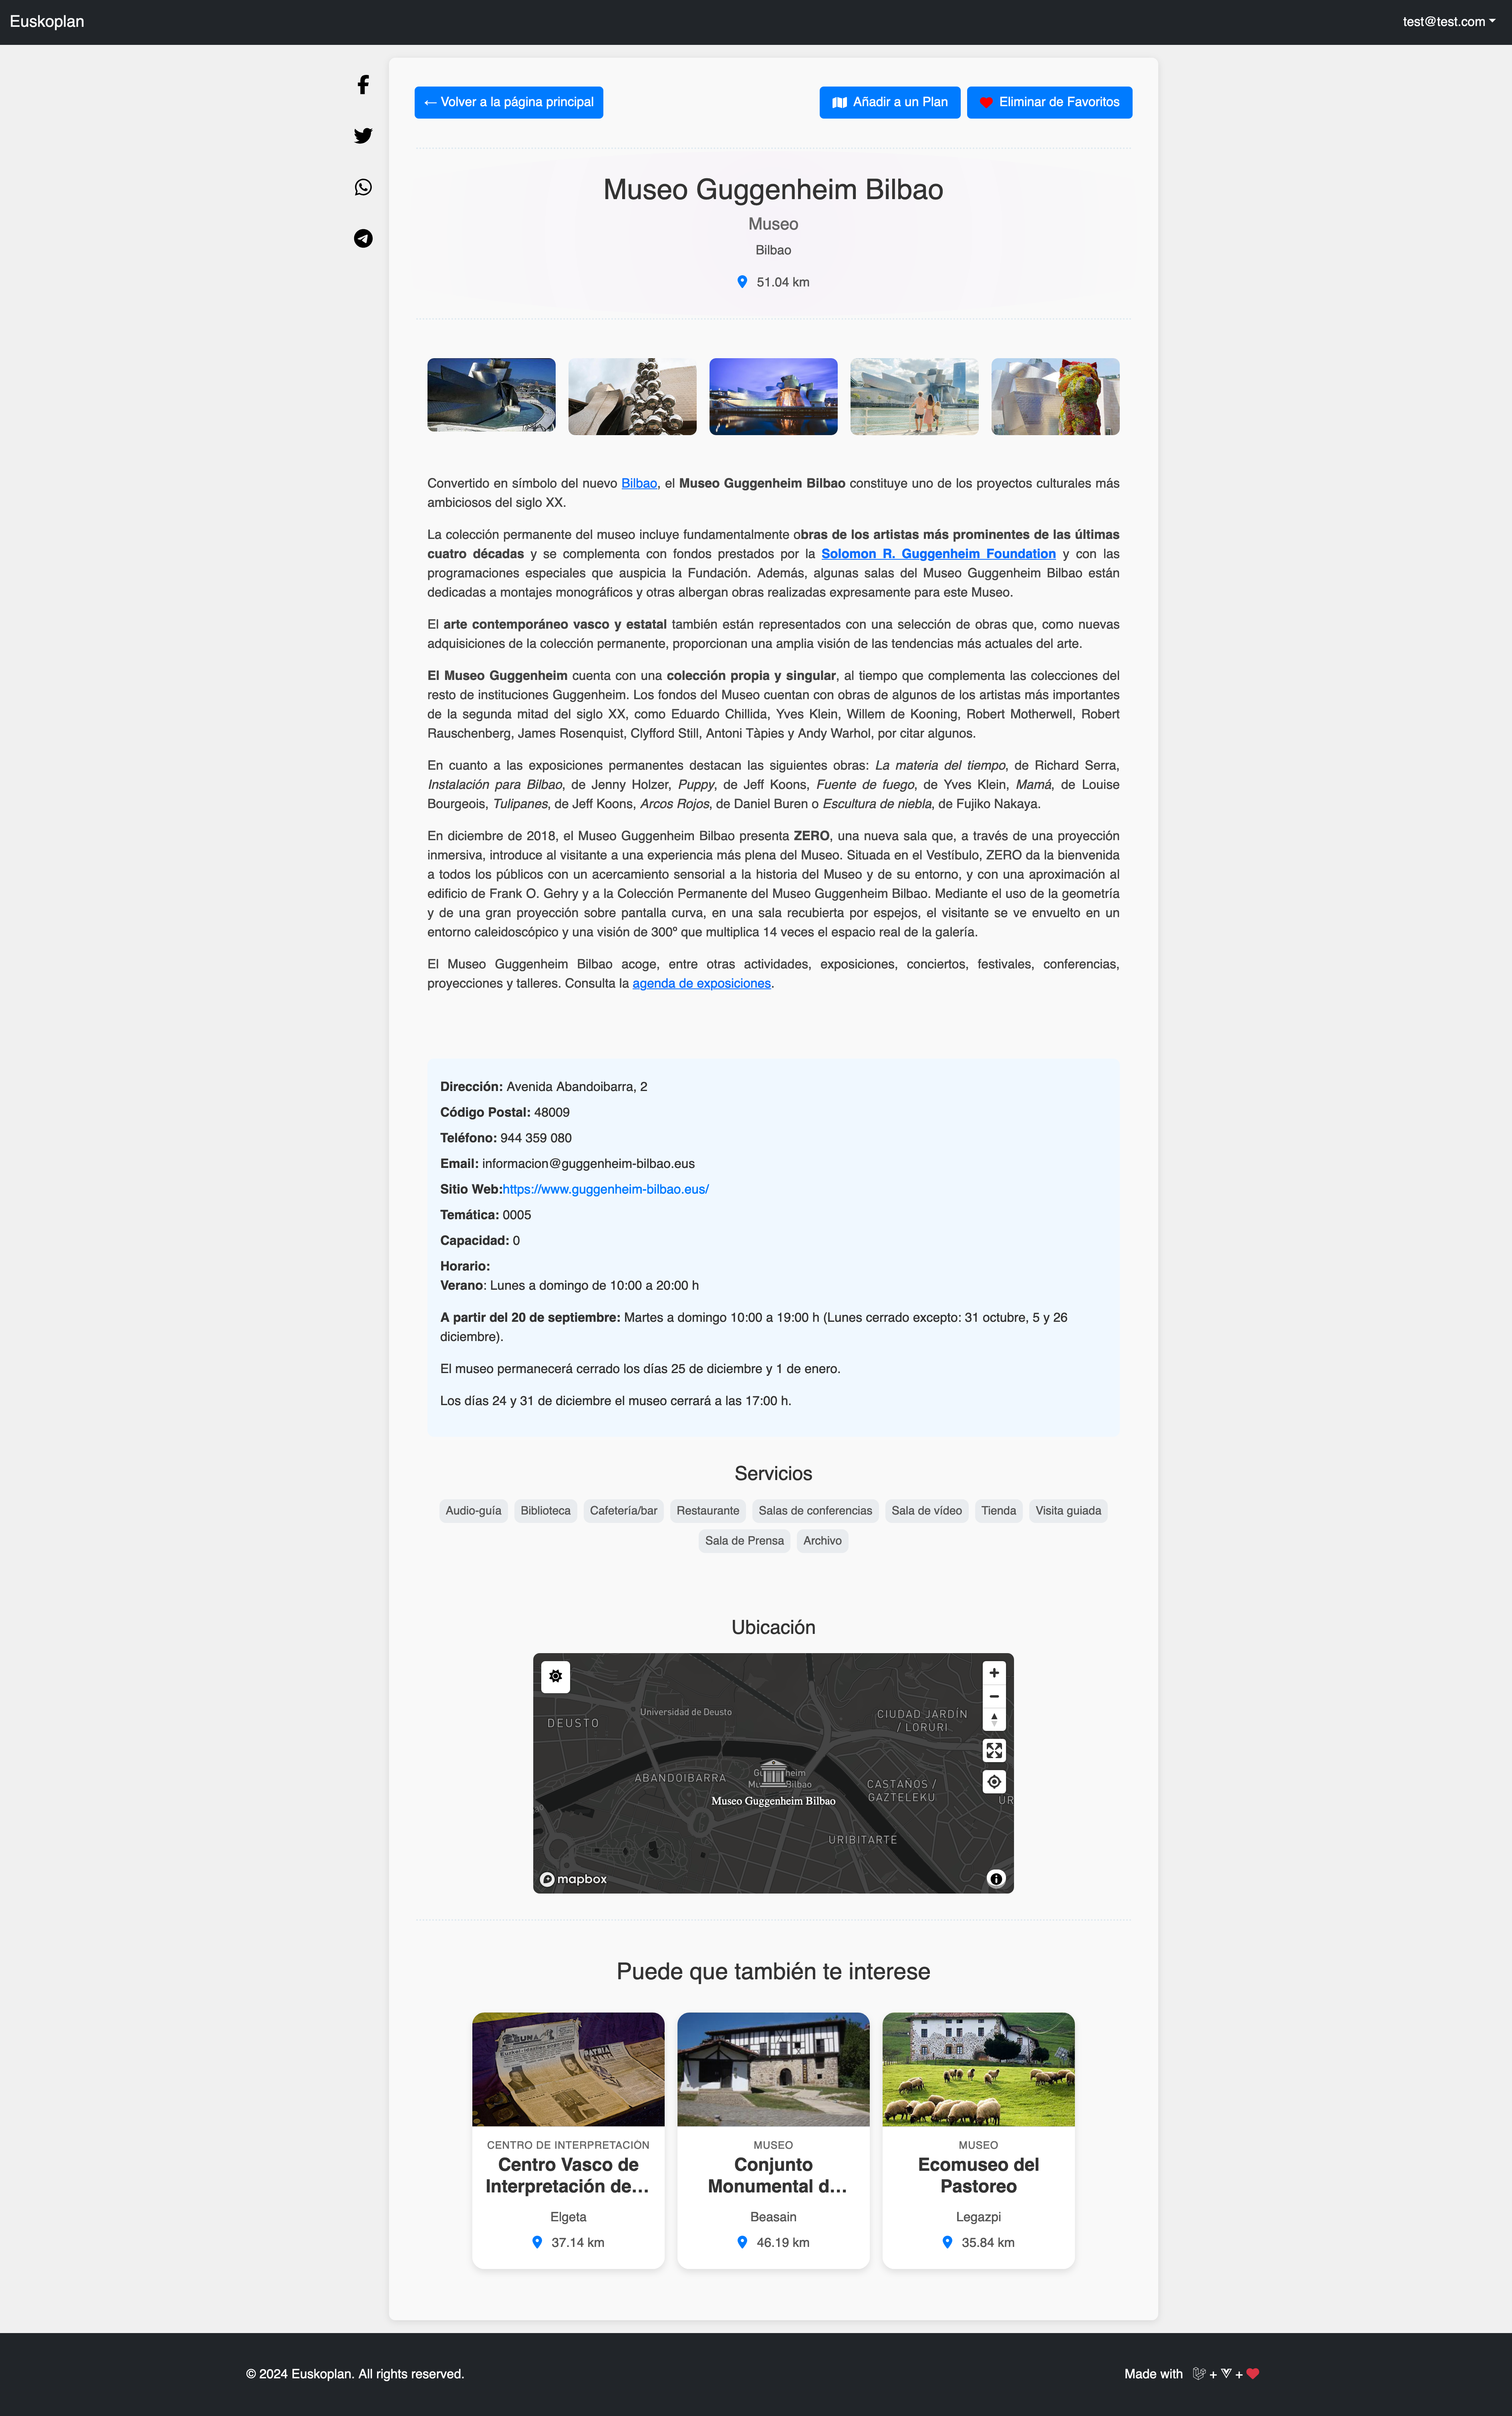 Euskoplan
test@test.com
← Volver a la página principal
Añadir a un Plan
Eliminar de Favoritos
Museo Guggenheim Bilbao
Museo
Bilbao
51.04 km
Convertido en símbolo del nuevo Bilbao, el Museo Guggenheim Bilbao constituye uno de los proyectos culturales más
ambiciosos del siglo XX.
La colección permanente del museo incluye fundamentalmente obras de los artistas más prominentes de las últimas
cuatro décadas y se complementa con fondos prestados por la Solomon R. Guggenheim Foundation y con las
programaciones especiales que auspicia la Fundación. Además, algunas salas del Museo Guggenheim Bilbao están
dedicadas a montajes monográficos y otras albergan obras realizadas expresamente para este Museo.
El arte contemporáneo vasco y estatal también están representados con una selección de obras que, como nuevas
adquisiciones de la colección permanente, proporcionan una amplia visión de las tendencias más actuales del arte.
El Museo Guggenheim cuenta con una colección propia y singular, al tiempo que complementa las colecciones del
resto de instituciones Guggenheim. Los fondos del Museo cuentan con obras de algunos de los artistas más importantes
de la segunda mitad del siglo XX, como Eduardo Chillida, Yves Klein, Willem de Kooning, Robert Motherwell, Robert
Rauschenberg, James Rosenquist, Clyfford Still, Antoni Tàpies y Andy Warhol, por citar algunos.
En cuanto a las exposiciones permanentes destacan las siguientes obras: La materia del tiempo, de Richard Serra,
Instalación para Bilbao, de Jenny Holzer, Puppy, de Jeff Koons, Fuente de fuego, de Yves Klein, Mamá, de Louise
Bourgeois, Tulipanes, de Jeff Koons, Arcos Rojos, de Daniel Buren o Escultura de niebla, de Fujiko Nakaya.
En diciembre de 2018, el Museo Guggenheim Bilbao presenta ZERO, una nueva sala que, a través de una proyección
inmersiva, introduce al visitante a una experiencia más plena del Museo. Situada en el Vestíbulo, ZERO da la bienvenida
a todos los públicos con un acercamiento sensorial a la historia del Museo y de su entorno, y con una aproximación al
edificio de Frank O. Gehry y a la Colección Permanente del Museo Guggenheim Bilbao. Mediante el uso de la geometría
y de una gran proyección sobre pantalla curva, en una sala recubierta por espejos, el visitante se ve envuelto en un
entorno caleidoscópico y una visión de 300º que multiplica 14 veces el espacio real de la galería.
El Museo Guggenheim Bilbao acoge, entre otras actividades, exposiciones, conciertos, festivales, conferencias,
proyecciones y talleres. Consulta la agenda de exposiciones.
Dirección: Avenida Abandoibarra, 2
Código Postal: 48009
Teléfono: 944 359 080
Email: informacion@guggenheim-bilbao.eus
Sitio Web:https://www.guggenheim-bilbao.eus/
Temática: 0005
Capacidad: 0
Horario:
Verano: Lunes a domingo de 10:00 a 20:00 h
A partir del 20 de septiembre: Martes a domingo 10:00 a 19:00 h (Lunes cerrado excepto: 31 octubre, 5 y 26
diciembre).
El museo permanecerá cerrado los días 25 de diciembre y 1 de enero.
Los días 24 y 31 de diciembre el museo cerrará a las 17:00 h.
Servicios
Audio-guía Biblioteca Cafetería/bar Restaurante Salas de conferencias Sala de vídeo Tienda Visita guiada
Sala de Prensa Archivo
Ubicación
Universidad de Deusto
DEUSTO
CIUDAD JARDÍN
/ LORURI
ABANDOIBARRA
Museo Guggenheim Bilbao
CASTAÑOS /
GAZTELEKU
UR
URIBITARTE
mapbox
Puede que también te interese
CENTRO DE INTERPRETACIÓN
Centro Vasco de
Interpretación de...
Elgeta
37.14 km
MUSEO
Conjunto
Monumental d...
Beasain
46.19 km
MUSEO
Ecomuseo del
Pastoreo
Legazpi
35.84 km
© 2024 Euskoplan. All rights reserved.
Made with + +